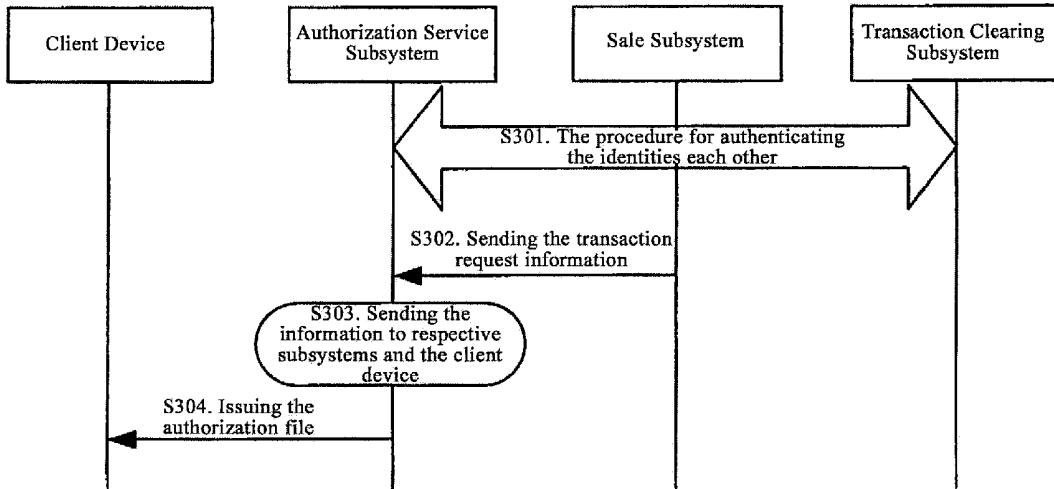 Client Device
Authorization Service
Subsystem
Sale Subsystem
Transaction Clearing
Subsystem
S301. The procedure for authenticating
the identities each other
S302. Sending the transaction
request information
S303. Sending the
information to respective
subsystems and the client
device
S304. Issuing the
authorization file